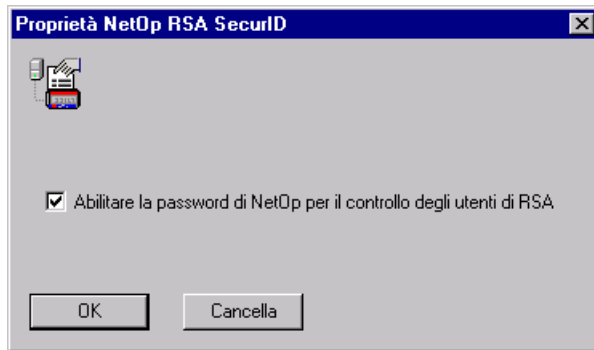 Proprietà NetOp RSA SecurID
Abilitare la password di NetOp per il controllo degli utenti di RSA
OK
Cancella